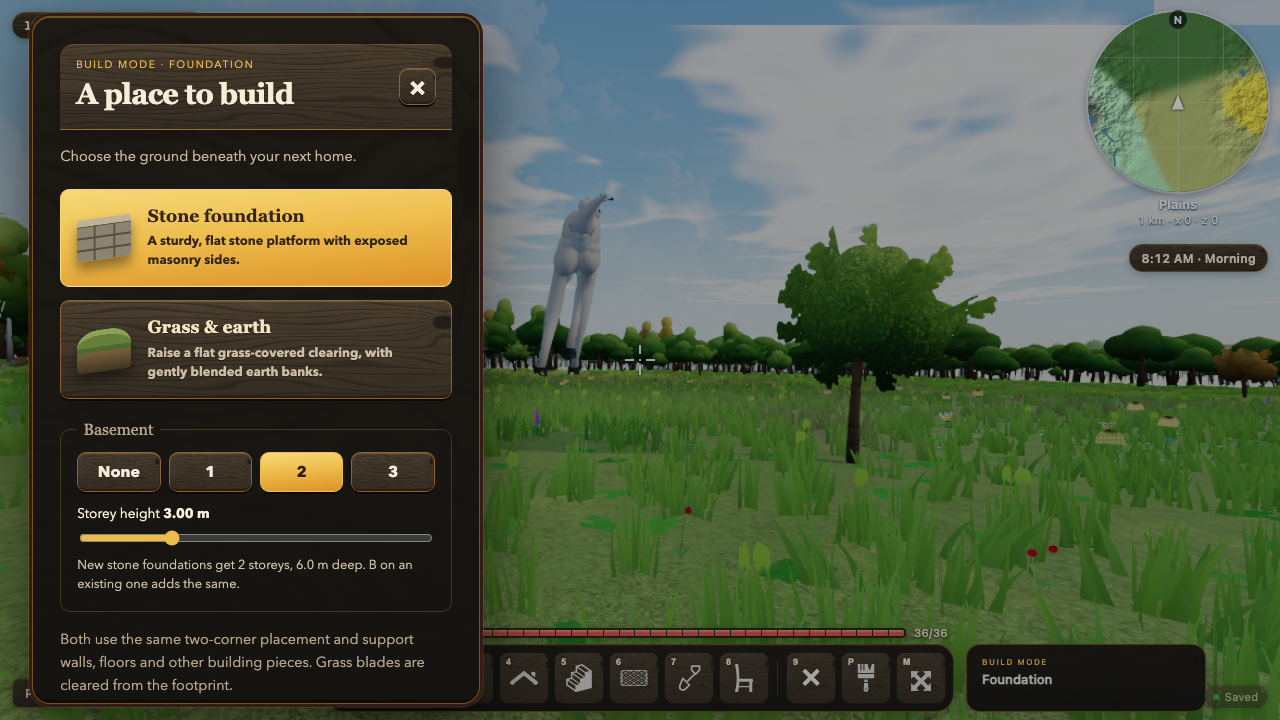 BUILD MODE · FOUNDATION
A place to build
Choose the ground beneath your next home.
Stone foundation
A sturdy, flat stone platform with exposed
masonry sides.
Grass & earth
Raise a flat grass-covered clearing, with
gently blended earth banks.
Basement
None
1
2
3
Storey height 3.00 m
New stone foundations get 2 storeys, 6.0 m deep. B on an
existing one adds the same.
Both use the same two-corner placement and support
walls, floors and other building pieces. Grass blades are
cleared from the footprint.
N
Plains
1 km · x 0 · z 0
8:12 AM · Morning
36/36
4
5
6
7
8
9
P
M
BUILD MODE
Foundation
Saved